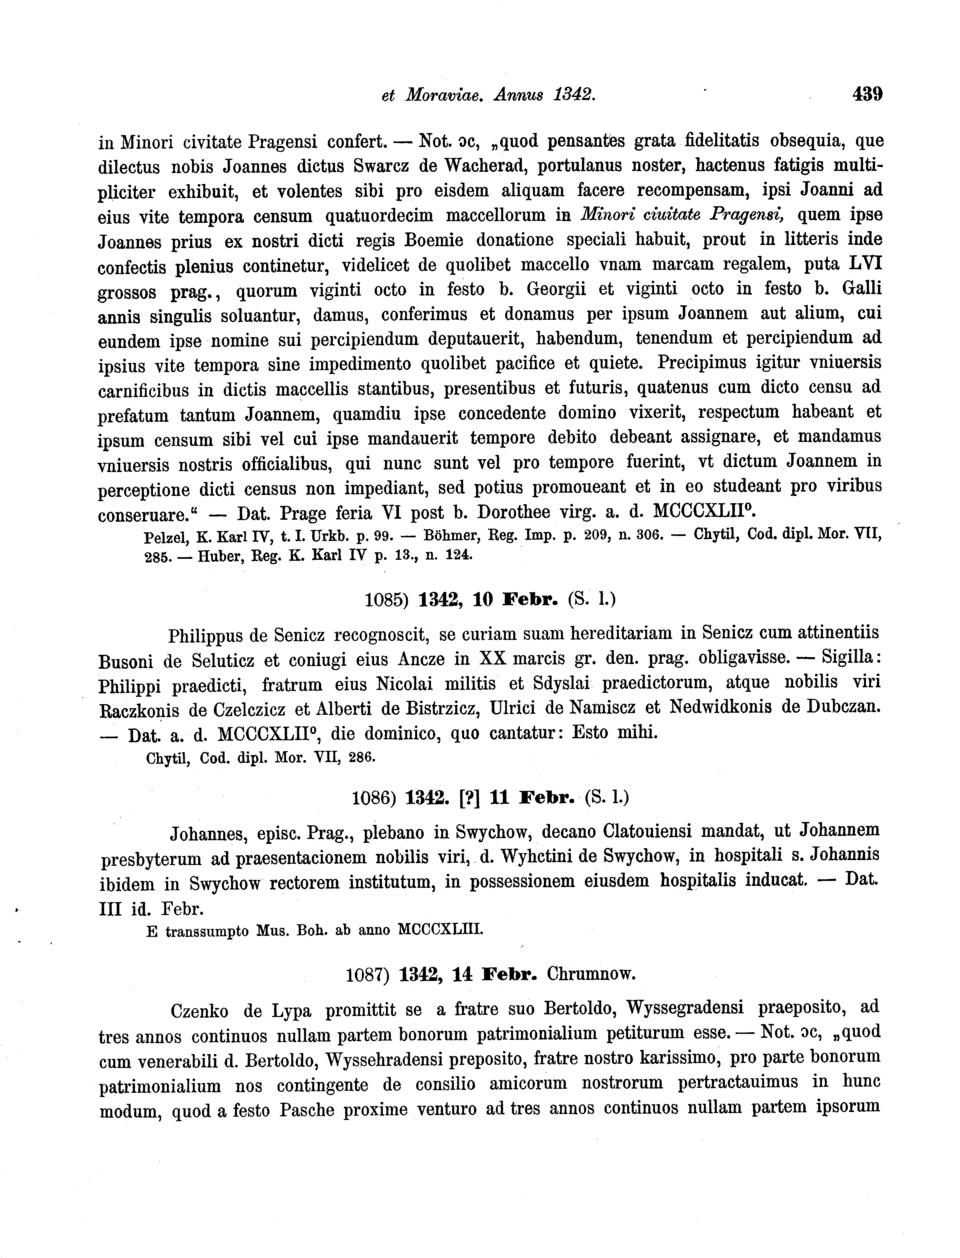 et Moraviae. Annus 1342. 439
in Minori civitate Pragensi confert. — Not. ɔc, „quod pensantes grata fidelitatis obsequia, que
dilectus nobis Joannes dictus Swarcz de Wacherad, portulanus noster, hactenus fatigis multi-
pliciter exhibuit, et volentes sibi pro eisdem aliquam facere recompensam, ipsi Joanni ad
eius vite tempora censum quatuordecim maccellorum in Minori ciuitate Pragensi, quem ipse
Joannes prius ex nostri dicti regis Boemie donatione speciali habuit, prout in litteris inde
confectis plenius continetur, videlicet de quolibet maccello vnam marcam regalem, puta LVI
grossos prag., quorum viginti octo in festo b. Georgii et viginti octo in festo b. Galli
annis singulis soluantur, damus, conferimus et donamus per ipsum Joannem aut alium, cui
eundem ipse nomine sui percipiendum deputauerit, habendum, tenendum et percipiendum ad
ipsius vite tempora sine impedimento quolibet pacifice et quiete. Precipimus igitur vniuersis
carnificibus in dictis maccellis stantibus, presentibus et futuris, quatenus cum dicto censu ad
prefatum tantum Joannem, quamdiu ipse concedente domino vixerit, respectum habeant et
ipsum censum sibi vel cui ipse mandauerit tempore debito debeant assignare, et mandamus
vniuersis nostris officialibus, qui nunc sunt vel pro tempore fuerint, vt dictum Joannem in
perceptione dicti census non impediant, sed potius promoueant et in eo studeant pro viribus
conseruare.“ — Dat. Prage feria VI post b. Dorothee virg. a. d. MCCCXLII⁰.
Pelzel, K. Karl IV, t. I. Urkb. p. 99. — Böhmer, Reg. Imp. p. 209, n. 306. — Chytil, Cod. dipl. Mor. VII,
285. — Huber, Reg. K. Karl IV p. 13., n. 124.
1085) 1342, 10 Febr. (S. l.)
Philippus de Senicz recognoscit, se curiam suam hereditariam in Senicz cum attinentiis
Busoni de Seluticz et coniugi eius Ancze in XX marcis gr. den. prag. obligavisse. — Sigilla:
Philippi praedicti, fratrum eius Nicolai militis et Sdyslai praedictorum, atque nobilis viri
Raczkonis de Czelczicz et Alberti de Bistrzicz, Ulrici de Namiscz et Nedwidkonis de Dubczan.
— Dat. a. d. MCCCXLII⁰, die dominico, quo cantatur: Esto mihi.
Chytil, Cod. dipl. Mor. VII, 286.
1086) 1342. [?] 11 Febr. (S. l.)
Johannes, episc. Prag., plebano in Swychow, decano Clatouiensi mandat, ut Johannem
presbyterum ad praesentacionem nobilis viri, d. Wyhctini de Swychow, in hospitali s. Johannis
ibidem in Swychow rectorem institutum, in possessionem eiusdem hospitalis inducat. — Dat.
III id. Febr.
E transsumpto Mus. Boh. ab anno MCCCXLIII.
1087) 1342, 14 Febr. Chrumnow.
Czenko de Lypa promittit se a fratre suo Bertoldo, Wyssegradensi praeposito, ad
tres annos continuos nullam partem bonorum patrimonialium petiturum esse. — Not. ɔc, „quod
cum venerabili d. Bertoldo, Wyssehradensi preposito, fratre nostro karissimo, pro parte bonorum
patrimonialium nos contingente de consilio amicorum nostrorum pertractauimus in hunc
modum, quod a festo Pasche proxime venturo ad tres annos continuos nullam partem ipsorum